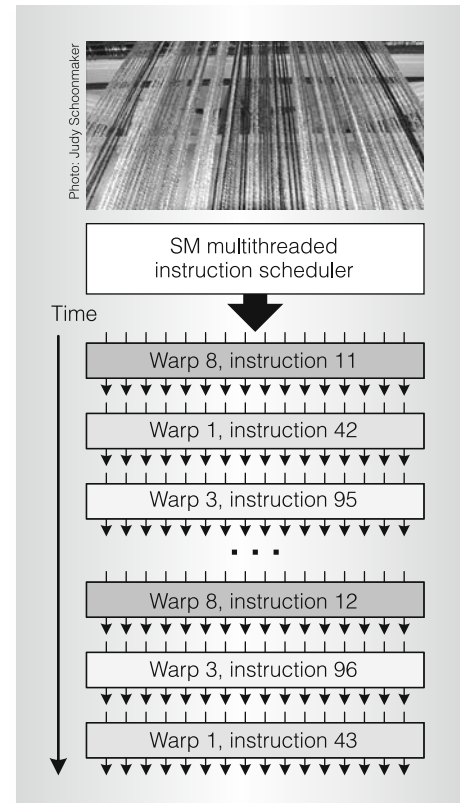 Photo: Judy Schoonmaker
SM multithreaded
instruction scheduler
Time
Warp 8, instruction 11
Warp 1, instruction 42
Warp 3, instruction 95
. . .
Warp 8, instruction 12
Warp 3, instruction 96
Warp 1, instruction 43